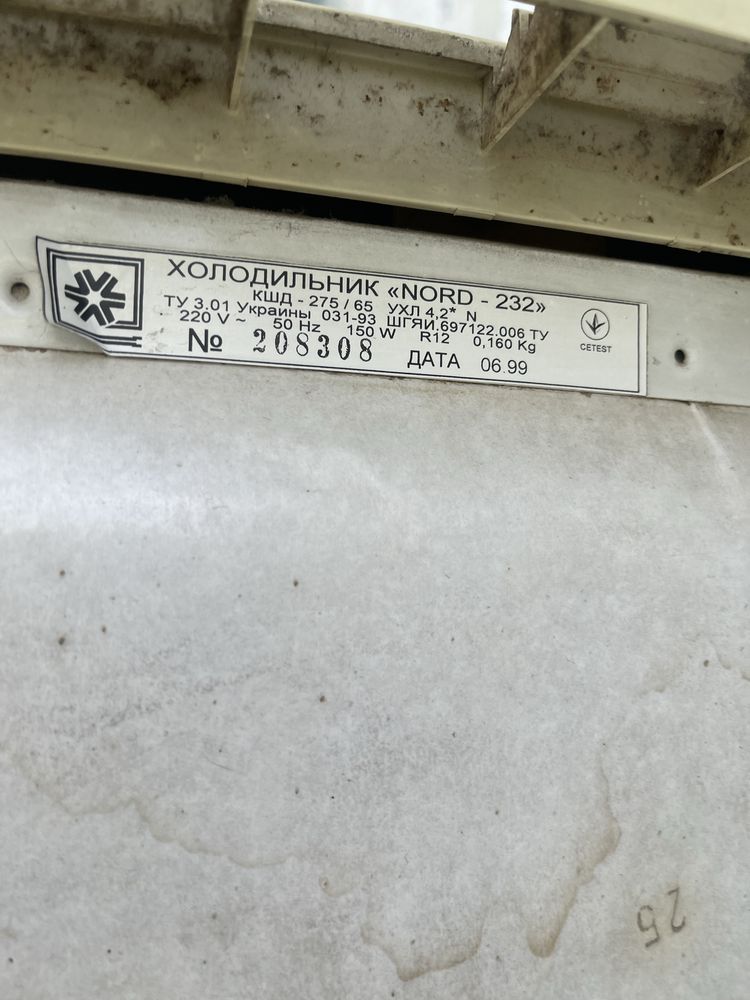 ХОЛОДИЛЬНИК «NORD - 232»
КШД - 275 / 65 УХЛ 4,2* N
ТУ 3.01 Украины 031-93 ШГЯИ.697122.006 ТУ
220 V ~ 50 Hz 150 W R12 0,160 Kg
№ 208308 ДАТА 06.99
CETEST
25